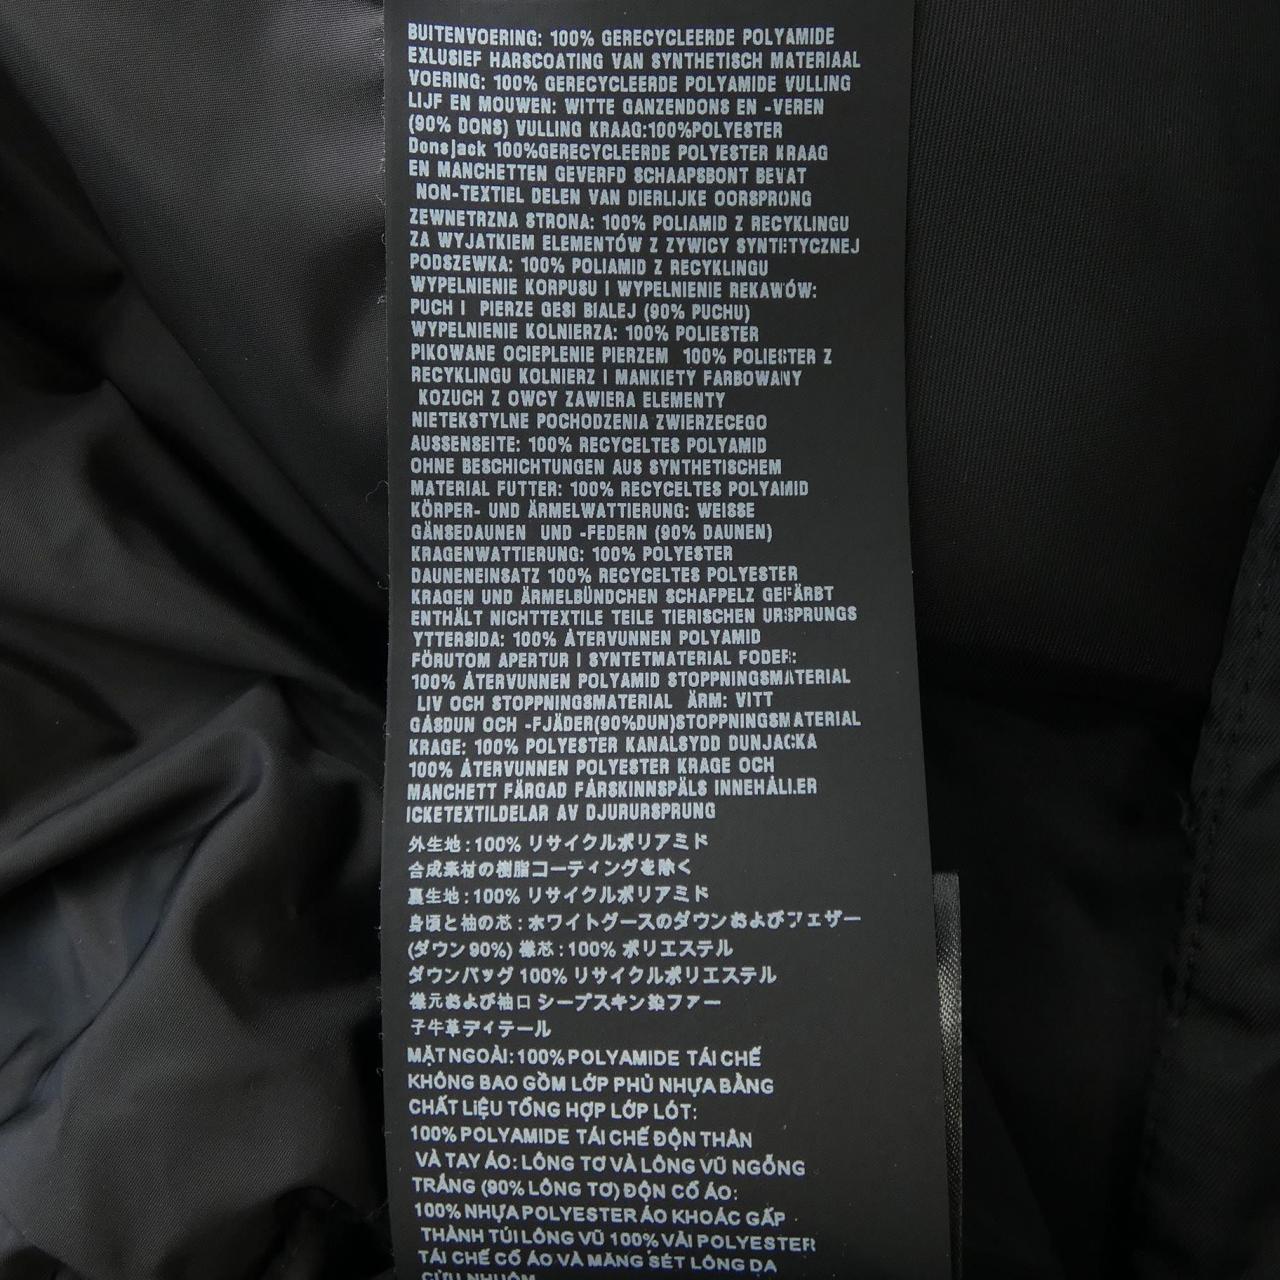 BUITENVOERING: 100% GERECYCLEERDE POLYAMIDE
EXLUSIEF HARSCOATING VAN SYNTHETISCH MATERIAAL
VOERING: 100% GERECYCLEERDE POLYAMIDE VULLING
LIJF EN MOUWEN: WITTE GANZENDONS EN -VEREN
(90% DONS) VULLING KRAAG:100%POLYESTER
Donsjack 100%GERECYCLEERDE POLYESTER KRAAG
EN MANCHETTEN GEVERFD SCHAAPSBONT BEVAT
NON-TEXTIEL DELEN VAN DIERLIJKE OORSPRONG
ZEWNETRZNA STRONA: 100% POLIAMID Z RECYKLINGU
ZA WYJATKIEM ELEMENTÓW Z ZYWICY SYNTETYCZNEJ
PODSZEWKA: 100% POLIAMID Z RECYKLINGU
WYPELNIENIE KORPUSU I WYPELNIENIE REKAWÓW:
PUCH I PIERZE GESI BIALEJ (90% PUCHU)
WYPELNIENIE KOLNIERZA: 100% POLIESTER
PIKOWANE OCIEPLENIE PIERZEM 100% POLIESTER Z
RECYKLINGU KOLNIERZ I MANKIETY FARBOWANY
KOZUCH Z OWCY ZAWIERA ELEMENTY
NIETEKSTYLNE POCHODZENIA ZWIERZECEGO
AUSSENSEITE: 100% RECYCELTES POLYAMID
OHNE BESCHICHTUNGEN AUS SYNTHETISCHEM
MATERIAL FUTTER: 100% RECYCELTES POLYAMID
KÖRPER- UND ÄRMELWATTIERUNG: WEISSE
GÄNSEDAUNEN UND -FEDERN (90% DAUNEN)
KRAGENWATTIERUNG: 100% POLYESTER
DAUNENEINSATZ 100% RECYCELTES POLYESTER
KRAGEN UND ÄRMELBÜNDCHEN SCHAFPELZ GEFÄRBT
ENTHÄLT NICHTTEXTILE TEILE TIERISCHEN URSPRUNGS
YTTERSIDA: 100% ÅTERVUNNEN POLYAMID
FÖRUTOM APERTUR I SYNTETMATERIAL FODER:
100% ÅTERVUNNEN POLYAMID STOPPNINGSMATERIAL
LIV OCH STOPPNINGSMATERIAL ÄRM: VITT
GÅSDUN OCH -FJÄDER(90%DUN)STOPPNINGSMATERIAL
KRAGE: 100% POLYESTER KANALSYDD DUNJACKA
100% ÅTERVUNNEN POLYESTER KRAGE OCH
MANCHETT FÄRGAD FÅRSKINNSPÄLS INNEHÅLLER
ICKETEXTILDELAR AV DJURURSPRUNG
外生地:100% リサイクルポリアミド
合成素材の樹脂コーティングを除く
裏生地:100% リサイクルポリアミド
身頃と袖の芯:ホワイトグースのダウンおよびフェザー
(ダウン 90%) 襟芯:100% ポリエステル
ダウンバッグ 100% リサイクルポリエステル
襟元および袖口 シープスキン染ファー
子牛革ディテール
MẶT NGOÀI: 100% POLYAMIDE TÁI CHẾ
KHÔNG BAO GỒM LỚP PHỦ NHỰA BẰNG
CHẤT LIỆU TỔNG HỢP LỚP LÓT:
100% POLYAMIDE TÁI CHẾ ĐỘN THÂN
VÀ TAY ÁO: LÔNG TƠ VÀ LÔNG VŨ NGỖNG
TRẮNG (90% LÔNG TƠ) ĐỘN CỔ ÁO:
100% NHỰA POLYESTER ÁO KHOÁC GẤP
THÀNH TÚI LÔNG VŨ 100% VẢI POLYESTER
TÁI CHẾ CỔ ÁO VÀ MĂNG SÉT LÔNG DA
CỪU NHUỘM